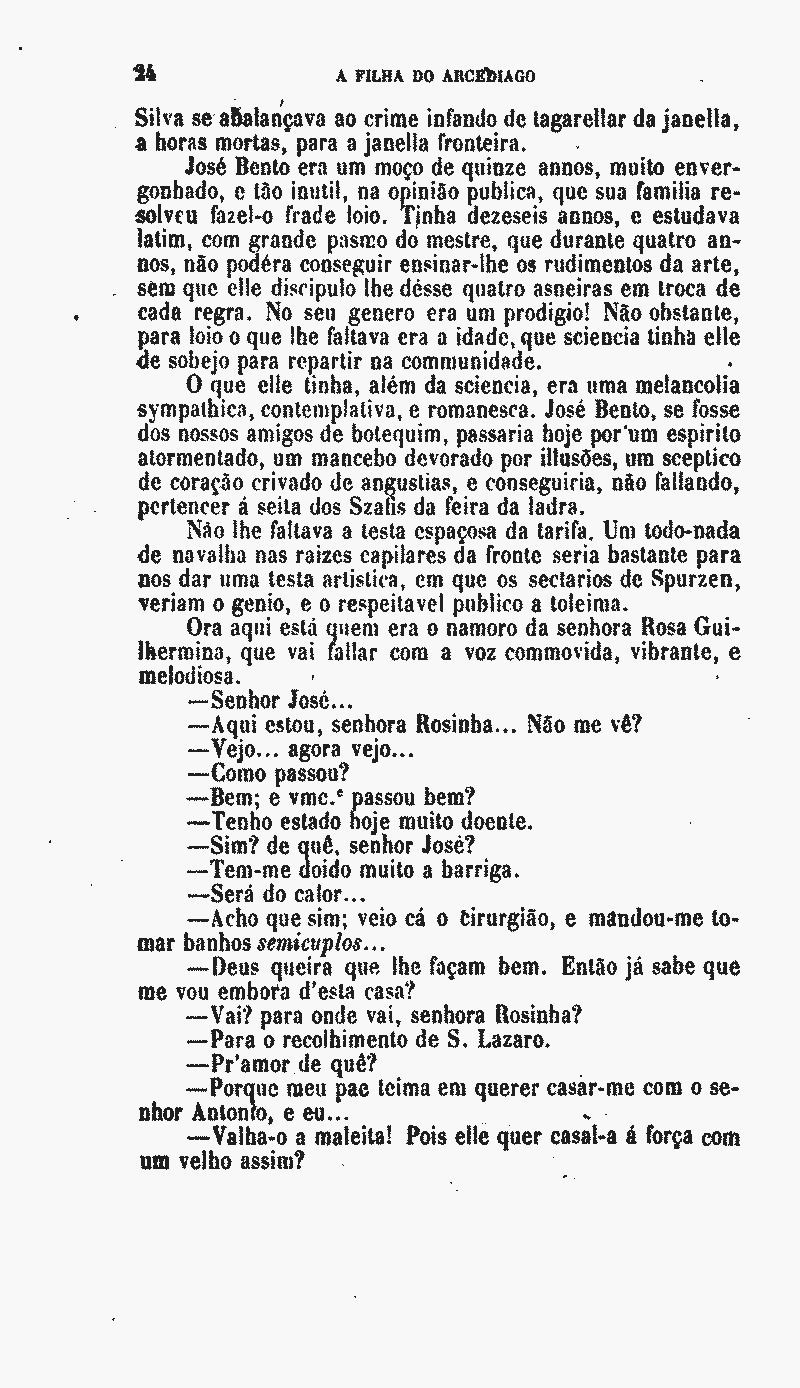 24 A FILHA DO ARCEDIAGO
Silva se abalançava ao crime infando de tagarellar da janella,
a horas mortas, para a janella fronteira.
José Bento era um moço de quinze annos, muito enver-
gonhado, e tão inutil, na opinião publica, que sua familia re-
solveu fazel-o frade loio. Tinha dezeseis annos, e estudava
latim, com grande pasmo do mestre, que durante quatro an-
nos, não podéra conseguir ensinar-lhe os rudimentos da arte,
sem que elle discipulo lhe désse quatro asneiras em troca de
cada regra. No seu genero era um prodigio! Não obstante,
para loio o que lhe faltava era a idade, que sciencia tinha elle
de sobejo para repartir na communidade.
O que elle tinha, além da sciencia, era uma melancolia
sympathica, contemplativa, e romanesca. José Bento, se fosse
dos nossos amigos de botequim, passaria hoje por um espirito
atormentado, um mancebo devorado por illusões, um sceptico
de coração crivado de angustias, e conseguiria, não fallando,
pertencer á seita dos Szafis da feira da ladra.
Não lhe faltava a testa espaçosa da tarifa. Um todo-nada
de navalha nas raizes capilares da fronte seria bastante para
nos dar uma testa artistica, em que os sectarios de Spurzen,
veriam o genio, e o respeitavel publico a toleima.
Ora aqui está quem era o namoro da senhora Rosa Gui-
lhermina, que vai fallar com a voz commovida, vibrante, e
melodiosa.
—Senhor José...
—Aqui estou, senhora Rosinha... Não me vê?
—Vejo... agora vejo...
—Como passou?
—Bem; e vmc.ᵉ passou bem?
—Tenho estado hoje muito doente.
—Sim? de quê, senhor José?
—Tem-me doido muito a barriga.
—Será do calor...
—Acho que sim; veio cá o cirurgião, e mandou-me to-
mar banhos semicuplos...
—Deus queira que lhe façam bem. Então já sabe que
me vou embora d'esta casa?
—Vai? para onde vai, senhora Rosinha?
—Para o recolhimento de S. Lazaro.
—Pr'amor de quê?
—Porque meu pae teima em querer casar-me com o se-
nhor Antonio, e eu...
—Valha-o a maleita! Pois elle quer casal-a á força com
um velho assim?